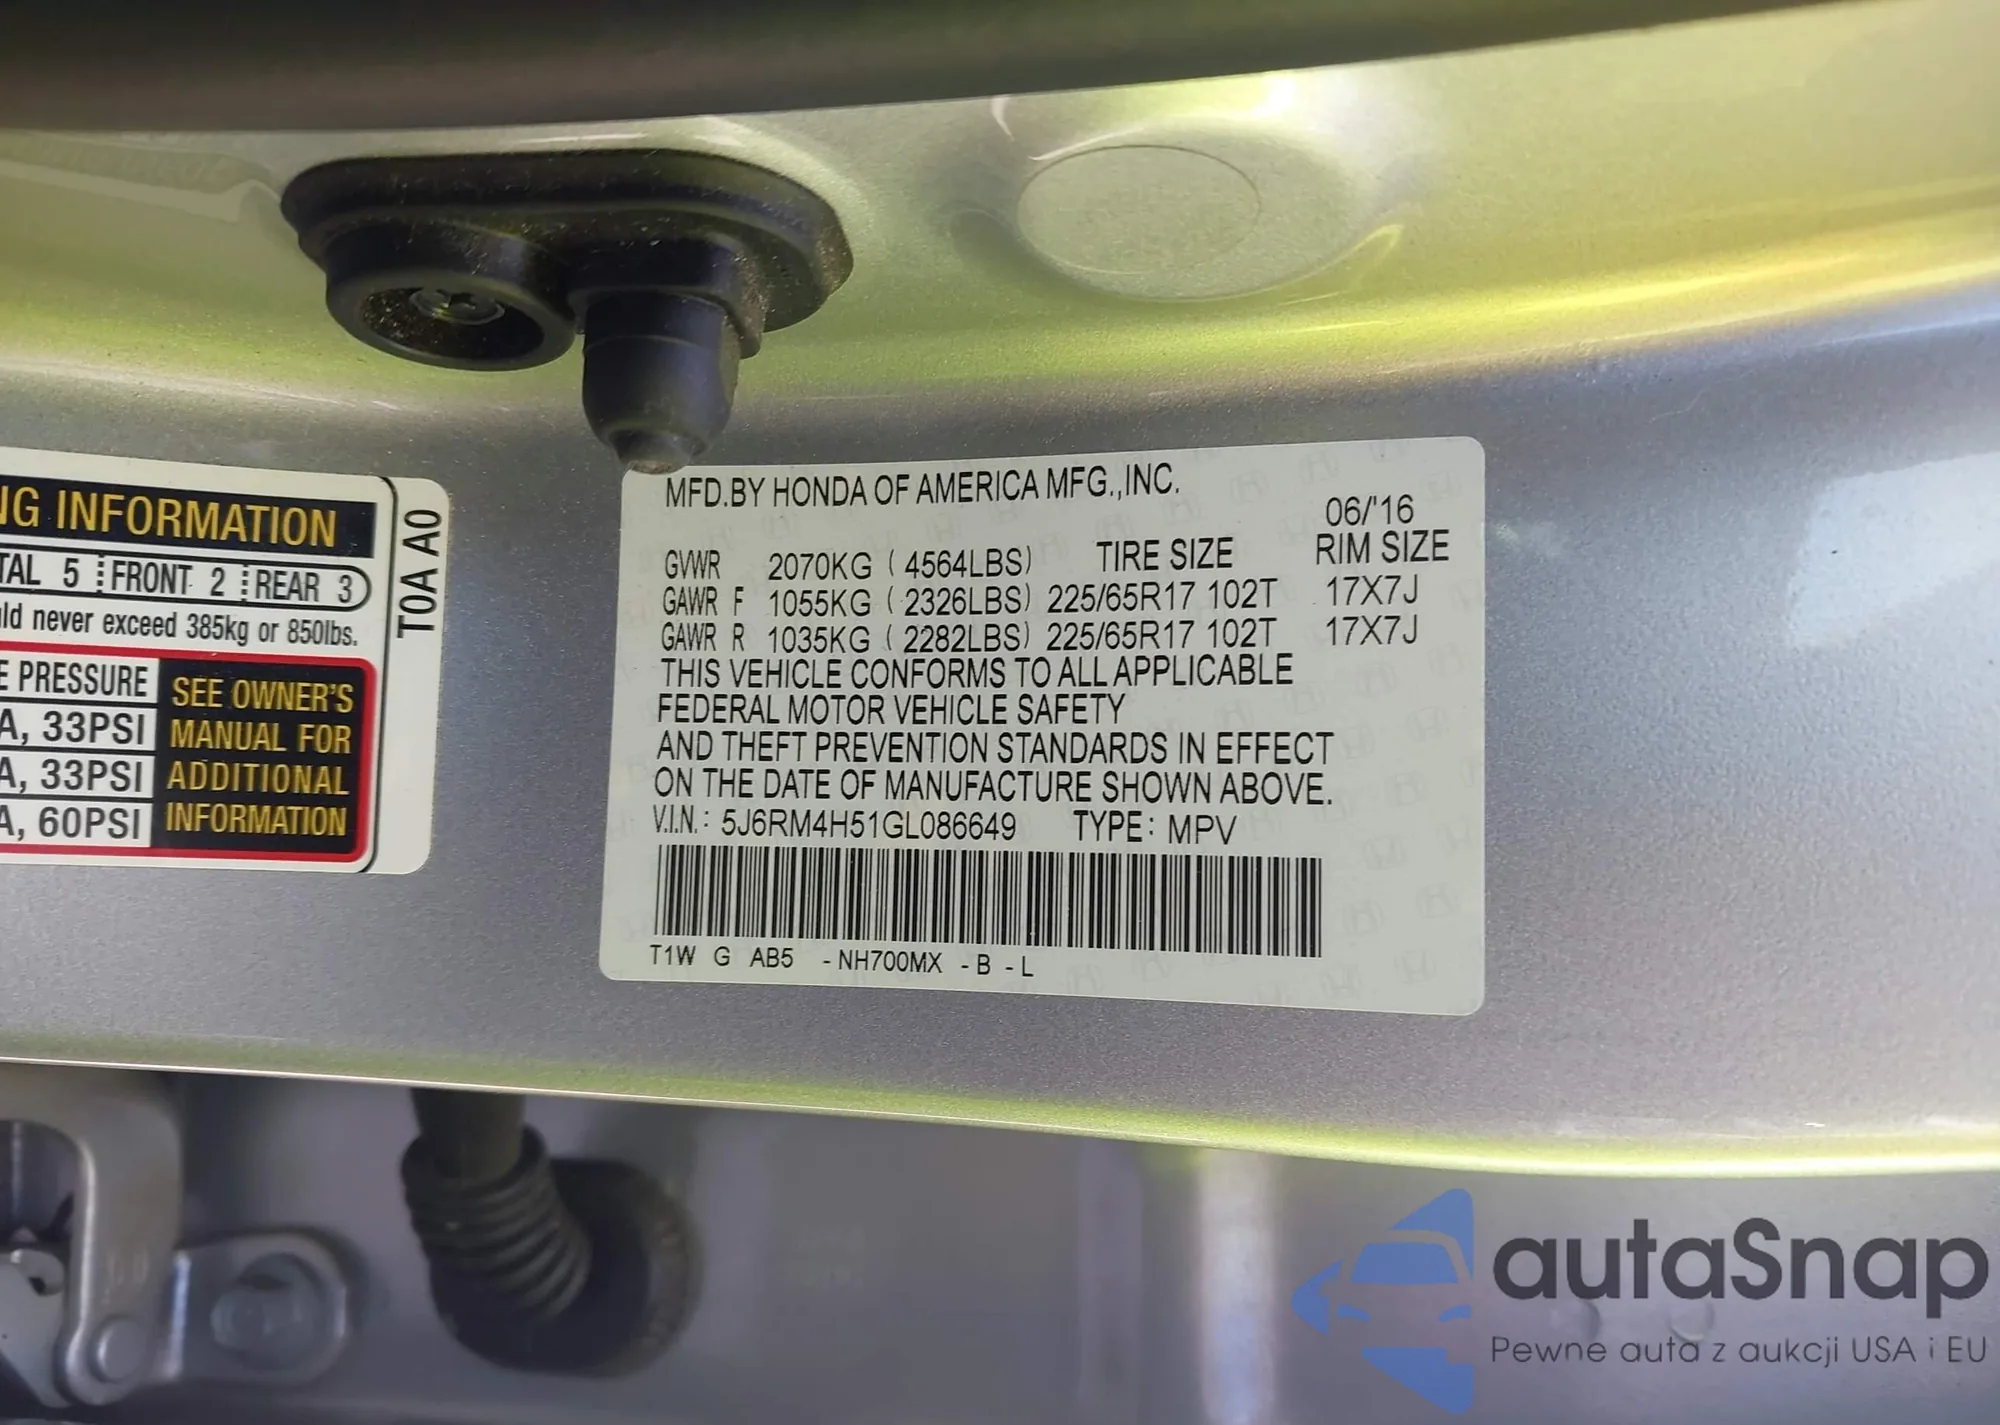 NG INFORMATION
TAL 5 FRONT 2 REAR 3
uld never exceed 385kg or 850lbs.
E PRESSURE
A, 33PSI
A, 33PSI
A, 60PSI
SEE OWNER'S
MANUAL FOR
ADDITIONAL
INFORMATION
T0A A0
MFD.BY HONDA OF AMERICA MFG.,INC.
06/'16
GVWR 2070KG ( 4564LBS) TIRE SIZE RIM SIZE
GAWR F 1055KG ( 2326LBS) 225/65R17 102T 17X7J
GAWR R 1035KG ( 2282LBS) 225/65R17 102T 17X7J
THIS VEHICLE CONFORMS TO ALL APPLICABLE
FEDERAL MOTOR VEHICLE SAFETY
AND THEFT PREVENTION STANDARDS IN EFFECT
ON THE DATE OF MANUFACTURE SHOWN ABOVE.
V.I.N.: 5J6RM4H51GL086649 TYPE: MPV
T1W G AB5 -NH700MX -B -L
autaSnap
Pewne auta z aukcji USA i EU